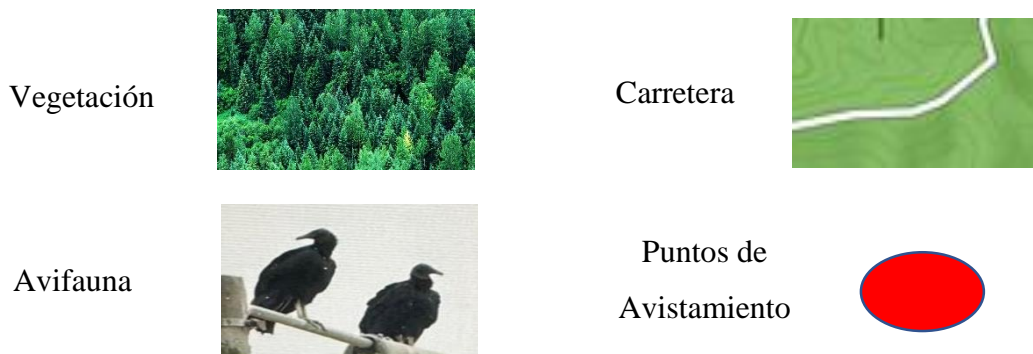 Vegetación
Carretera
Avifauna
Puntos de
Avistamiento